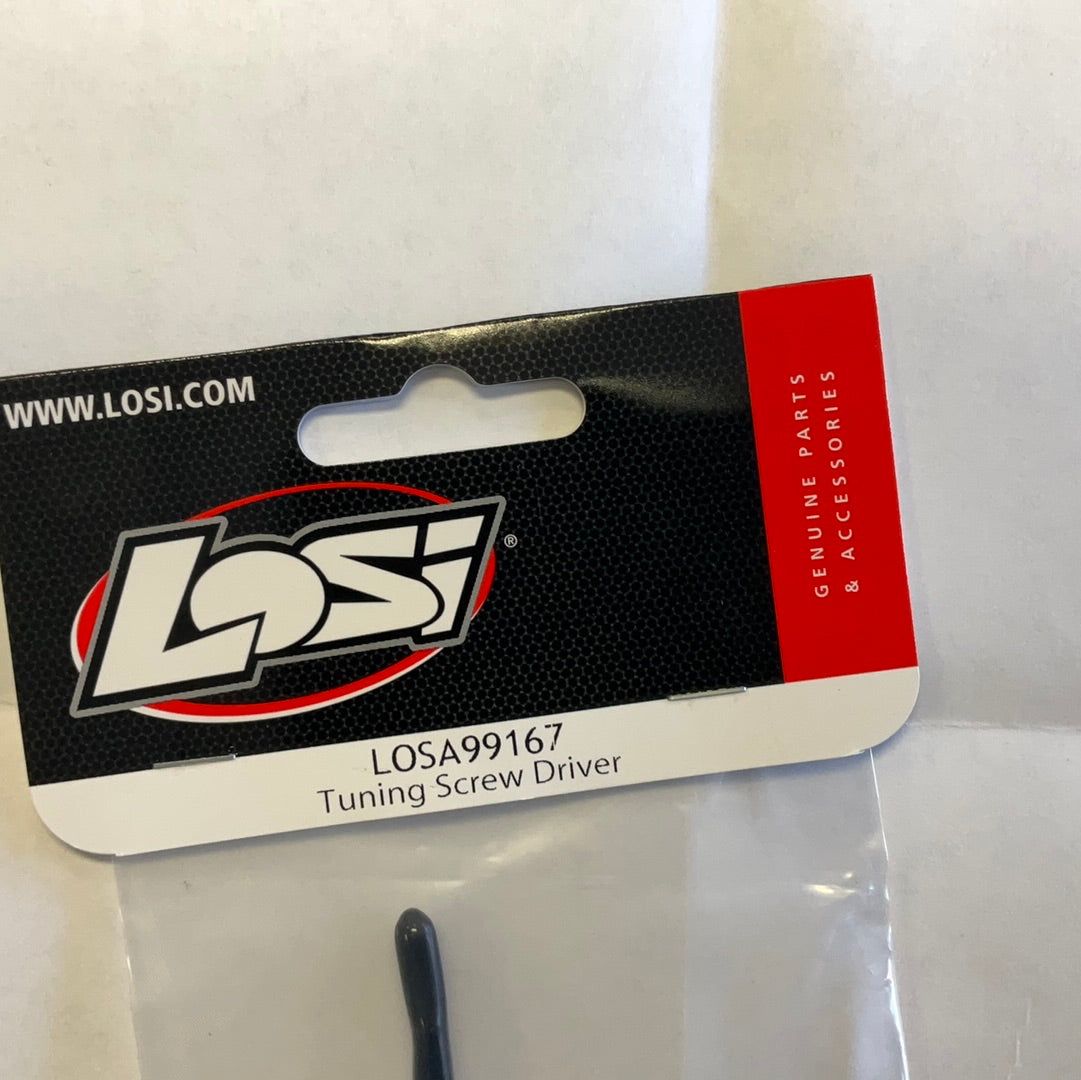 WWW.LOSI.COM
LOSi®
GENUINE PARTS
& ACCESSORIES
LOSA99167
Tuning Screw Driver